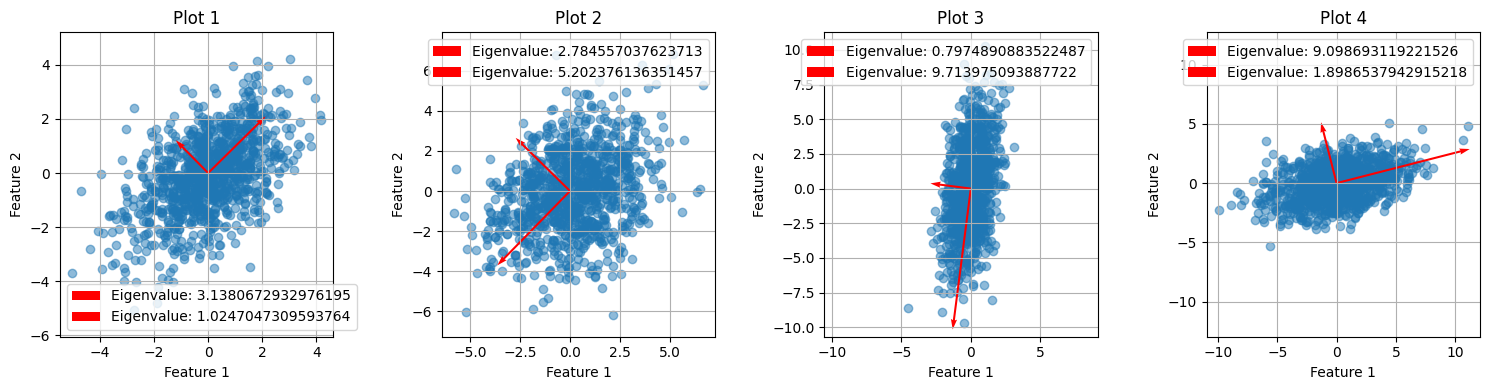 Plot 1
Feature 2
4
2
0
−2
−4
−6
−4
−2
0
2
4
Feature 1
Eigenvalue: 3.1380672932976195
Eigenvalue: 1.0247047309593764
Plot 2
Eigenvalue: 2.784557037623713
Eigenvalue: 5.202376136351457
Feature 2
6
4
2
0
−2
−4
−6
−5.0
−2.5
0.0
2.5
5.0
Feature 1
Plot 3
Eigenvalue: 0.7974890883522487
Eigenvalue: 9.713975093887722
Feature 2
10.0
7.5
5.0
2.5
0.0
−2.5
−5.0
−7.5
−10.0
−10
−5
0
5
Feature 1
Plot 4
Eigenvalue: 9.098693119221526
Eigenvalue: 1.8986537942915218
Feature 2
10
5
0
−5
−10
−10
−5
0
5
10
Feature 1